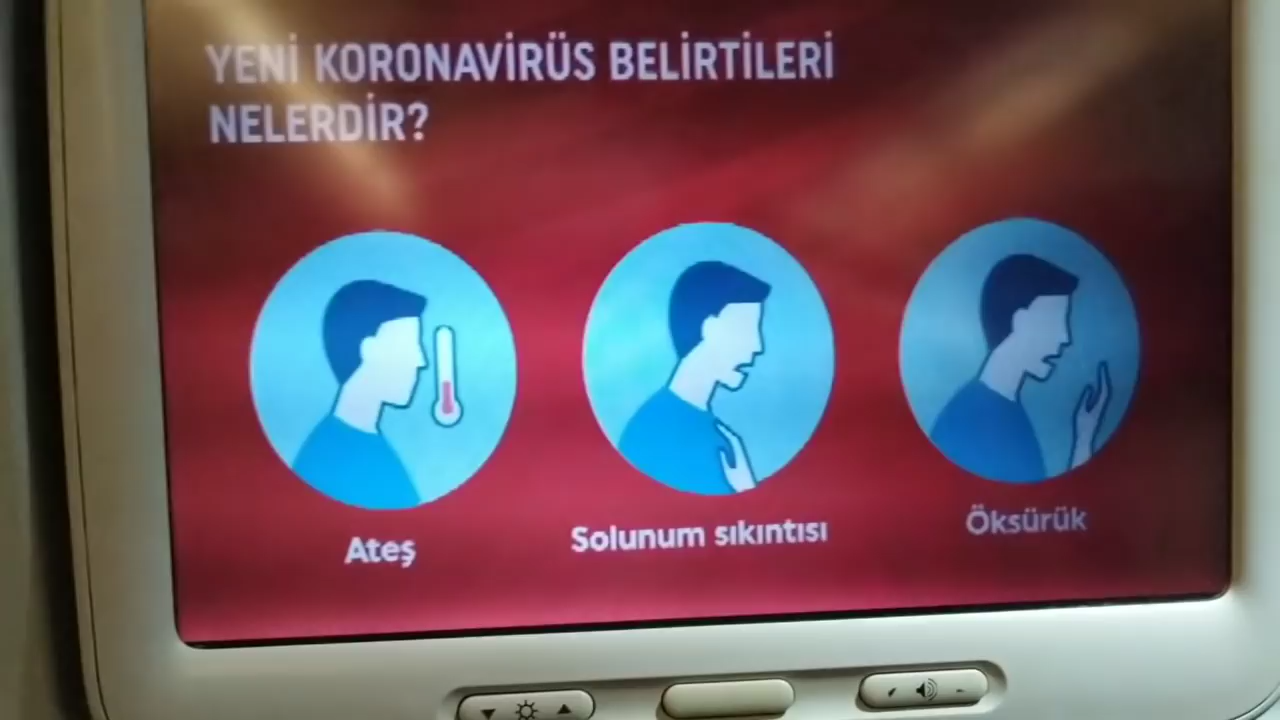 YENİ KORONAVİRÜS BELİRTİLERİ
NELERDİR?
Ateş
Solunum sıkıntısı
Öksürük